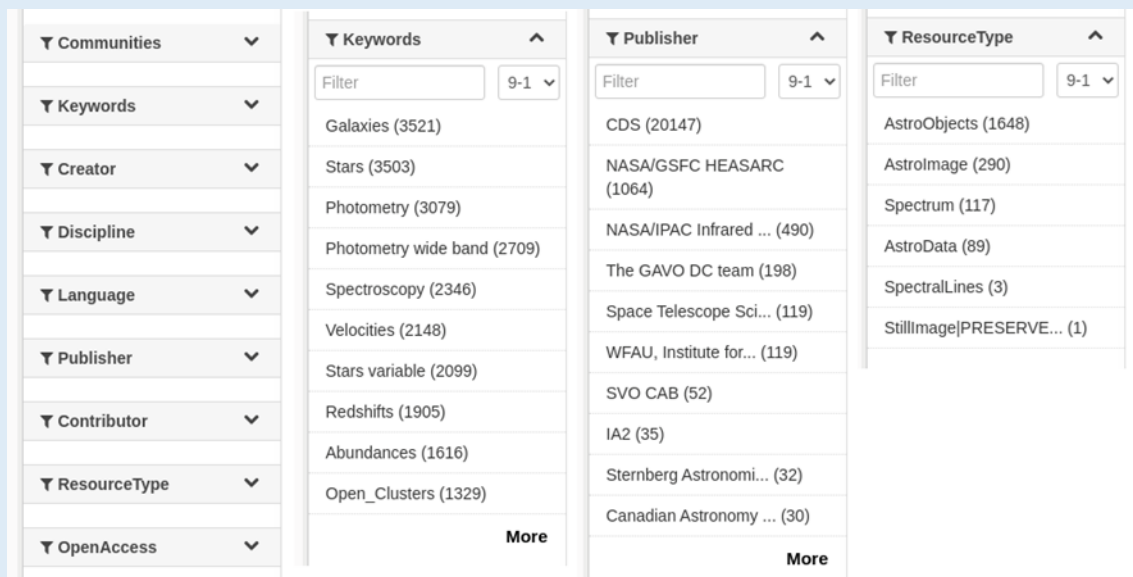 Communities
Keywords
Creator
Discipline
Language
Publisher
Contributor
ResourceType
OpenAccess
Keywords
Filter
9-1
Galaxies (3521)
Stars (3503)
Photometry (3079)
Photometry wide band (2709)
Spectroscopy (2346)
Velocities (2148)
Stars variable (2099)
Redshifts (1905)
Abundances (1616)
Open_Clusters (1329)
More
Publisher
Filter
9-1
CDS (20147)
NASA/GSFC HEASARC
(1064)
NASA/IPAC Infrared ... (490)
The GAVO DC team (198)
Space Telescope Sci... (119)
WFAU, Institute for... (119)
SVO CAB (52)
IA2 (35)
Sternberg Astronomi... (32)
Canadian Astronomy ... (30)
More
ResourceType
Filter
9-1
AstroObjects (1648)
AstroImage (290)
Spectrum (117)
AstroData (89)
SpectralLines (3)
StillImage|PRESERVE... (1)